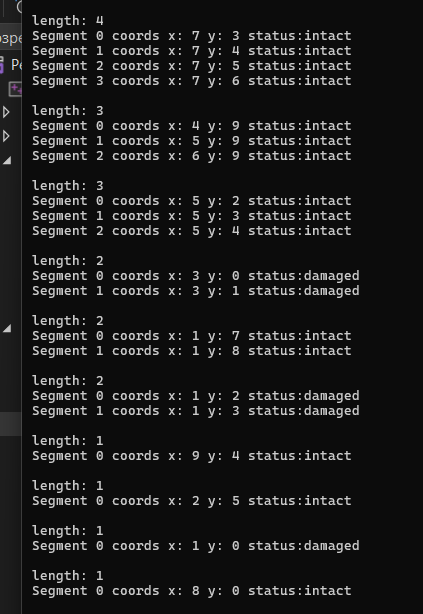 length: 4
Segment 0 coords x: 7 y: 3 status:intact
Segment 1 coords x: 7 y: 4 status:intact
Segment 2 coords x: 7 y: 5 status:intact
Segment 3 coords x: 7 y: 6 status:intact
length: 3
Segment 0 coords x: 4 y: 9 status:intact
Segment 1 coords x: 5 y: 9 status:intact
Segment 2 coords x: 6 y: 9 status:intact
length: 3
Segment 0 coords x: 5 y: 2 status:intact
Segment 1 coords x: 5 y: 3 status:intact
Segment 2 coords x: 5 y: 4 status:intact
length: 2
Segment 0 coords x: 3 y: 0 status:damaged
Segment 1 coords x: 3 y: 1 status:damaged
length: 2
Segment 0 coords x: 1 y: 7 status:intact
Segment 1 coords x: 1 y: 8 status:intact
length: 2
Segment 0 coords x: 1 y: 2 status:damaged
Segment 1 coords x: 1 y: 3 status:damaged
length: 1
Segment 0 coords x: 9 y: 4 status:intact
length: 1
Segment 0 coords x: 2 y: 5 status:intact
length: 1
Segment 0 coords x: 1 y: 0 status:damaged
length: 1
Segment 0 coords x: 8 y: 0 status:intact